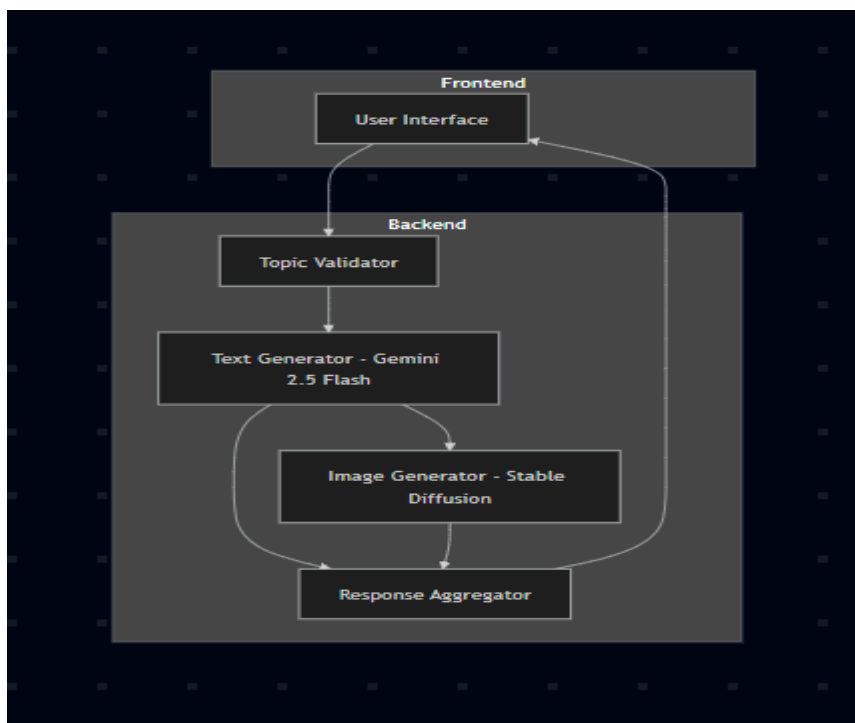 Frontend
User Interface
Backend
Topic Validator
Text Generator - Gemini
2.5 Flash
Image Generator - Stable
Diffusion
Response Aggregator